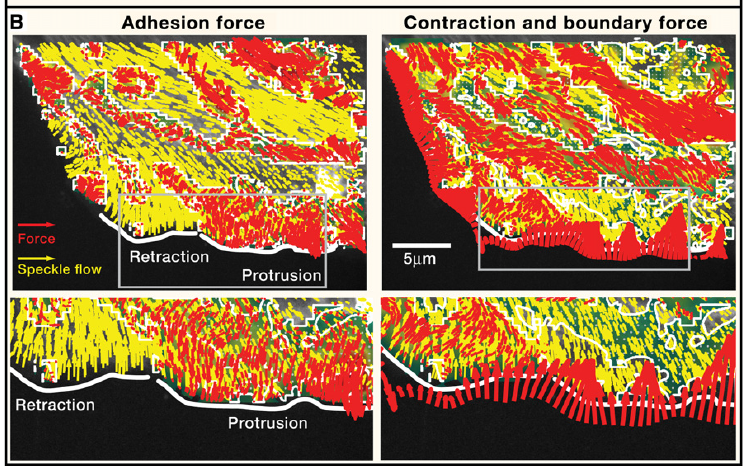 B
Adhesion force
Contraction and boundary force
Force
Speckle flow
Retraction
Protrusion
5μm
Retraction
Protrusion